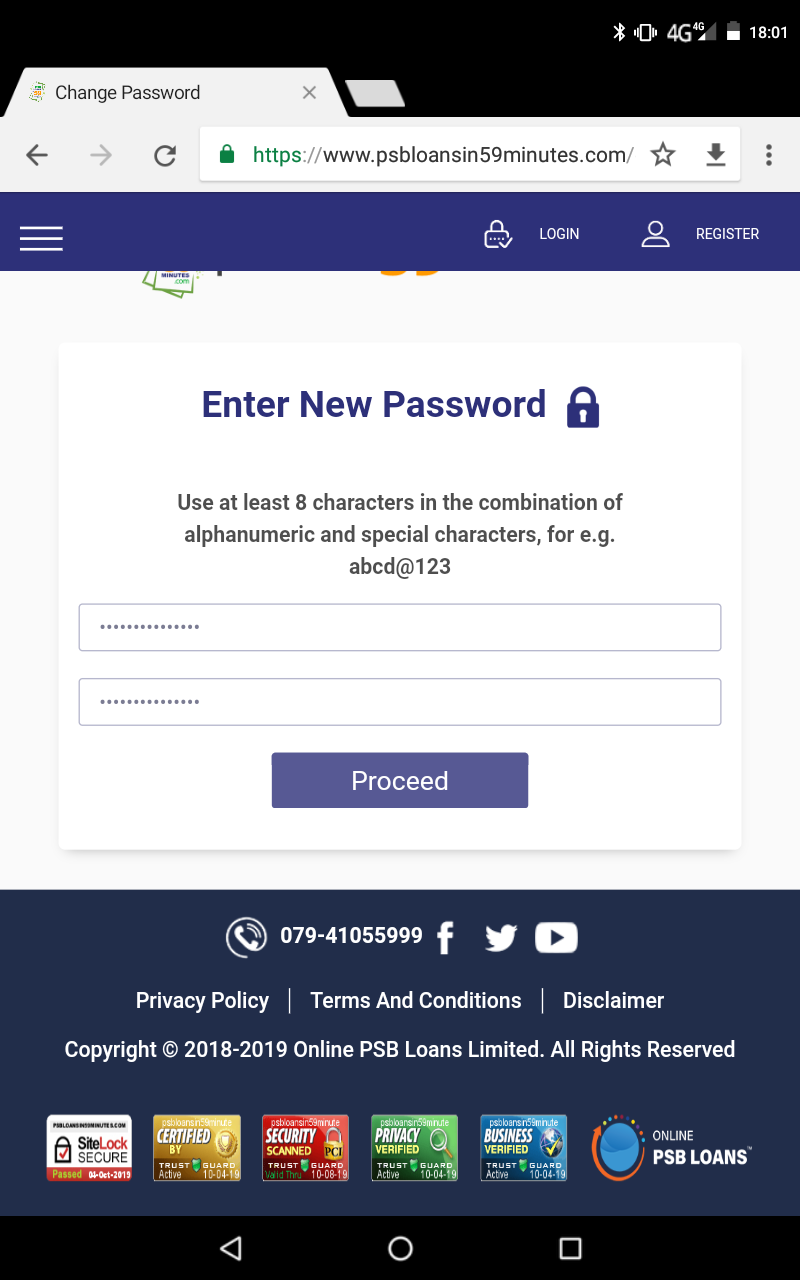 4G 4G 18:01
Change Password
https://www.psbloansin59minutes.com/
LOGIN REGISTER
MINUTES
.com
Enter New Password
Use at least 8 characters in the combination of
alphanumeric and special characters, for e.g.
abcd@123
•••••••••••••••
•••••••••••••••
Proceed
079-41055999
Privacy Policy | Terms And Conditions | Disclaimer
Copyright © 2018-2019 Online PSB Loans Limited. All Rights Reserved
PSBLOANSIN59MINUTES.COM
SiteLock
SECURE
Passed 04-Oct-2019
psbloansin59minute
CERTIFIED
BY
TRUST GUARD
Active 10-04-19
psbloansin59minute
SECURITY
SCANNED PCI
TRUST GUARD
Valid Thru 10-08-19
psbloansin59minute
PRIVACY
VERIFIED
TRUST GUARD
Active 10-04-19
psbloansin59minute
BUSINESS
VERIFIED
TRUST GUARD
Active 10-04-19
ONLINE
PSB LOANS™